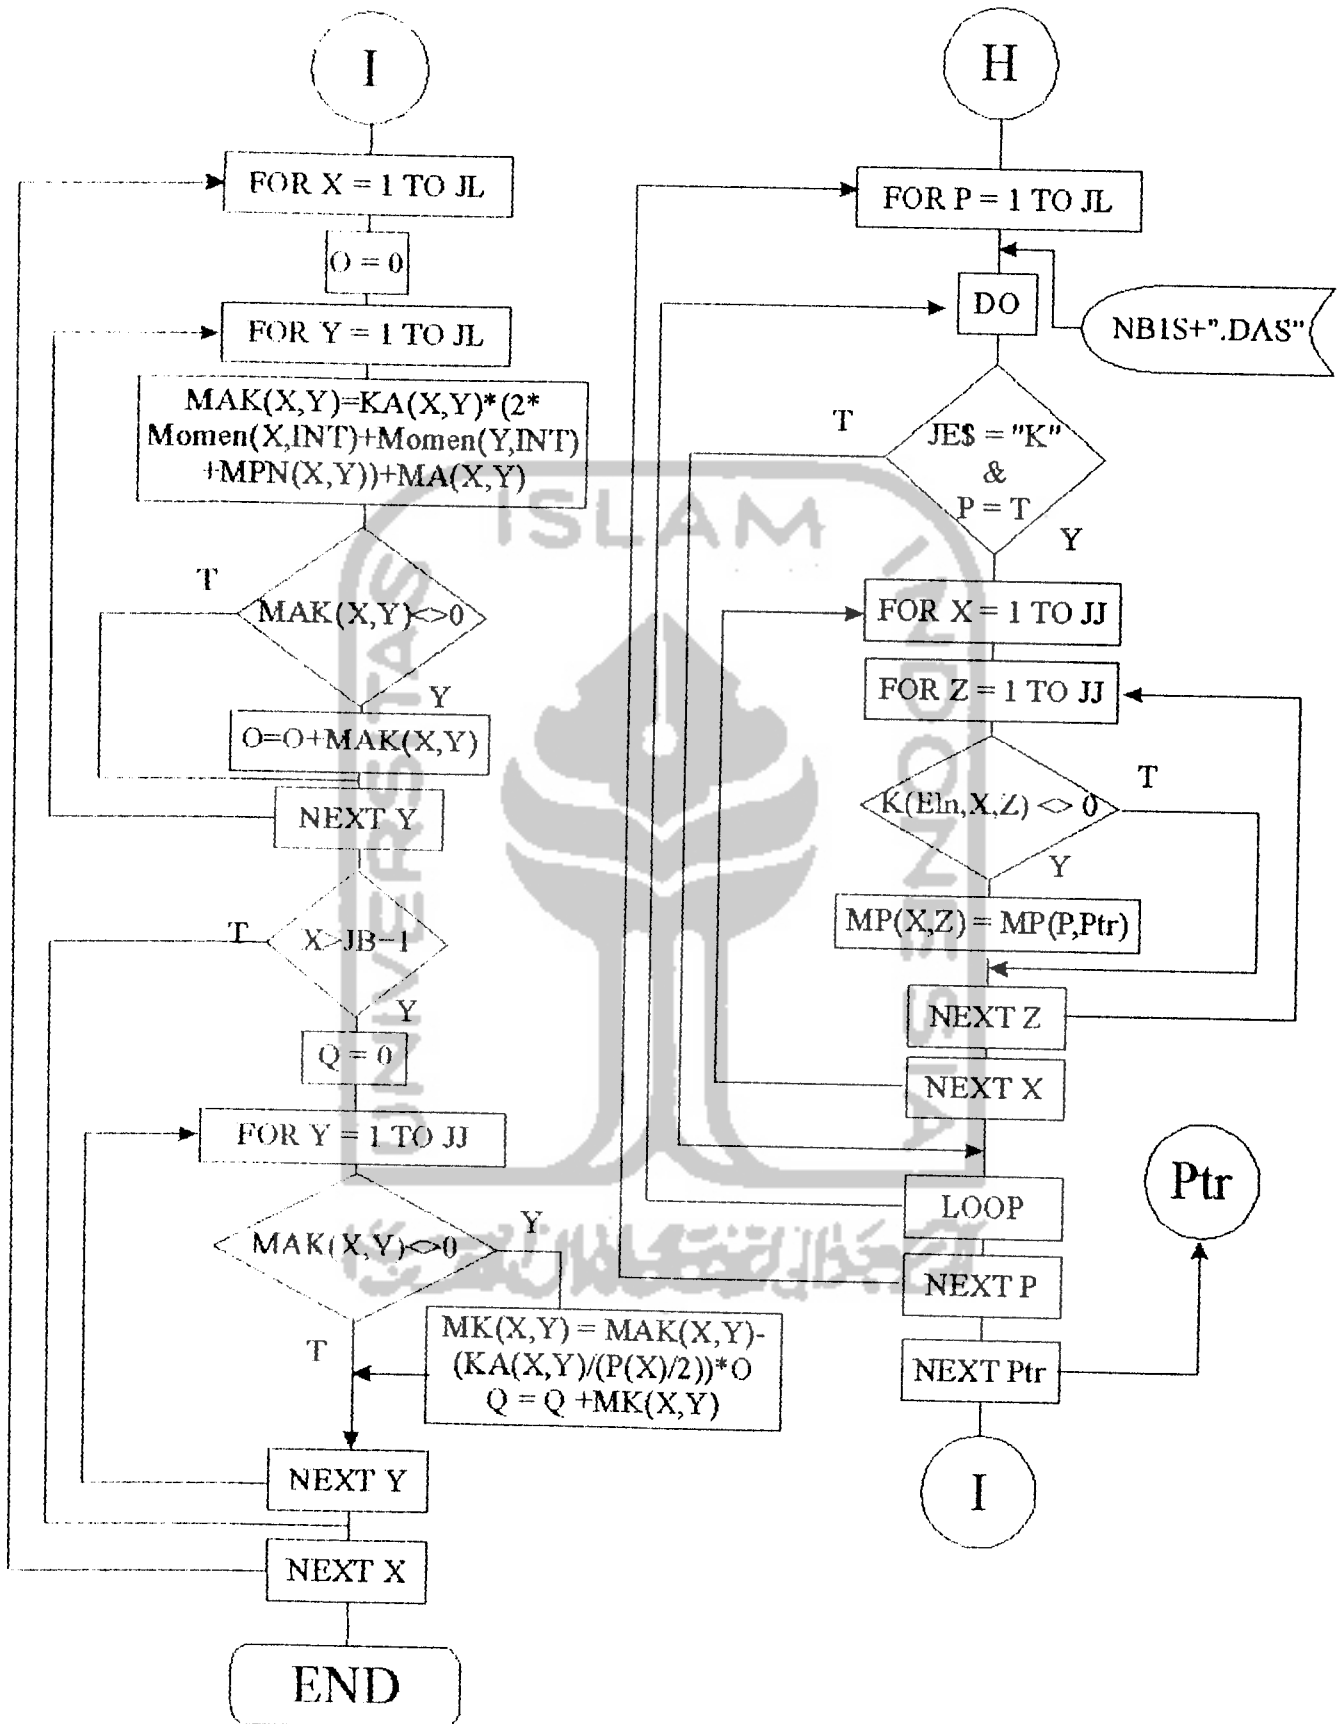 I
FOR X = 1 TO JL
O = 0
FOR Y = 1 TO JL
MAK(X,Y)=KA(X,Y)*(2*
Momen(X,INT)+Momen(Y,INT)
+MPN(X,Y))+MA(X,Y)
T
MAK(X,Y)<>0
Y
O=O+MAK(X,Y)
NEXT Y
T
X>JB-1
Y
Q = 0
FOR Y = 1 TO JJ
MAK(X,Y)<>0
Y
T
MK(X,Y) = MAK(X,Y)-
(KA(X,Y)/(P(X)/2))*O
Q = Q +MK(X,Y)
NEXT Y
NEXT X
END
H
FOR P = 1 TO JL
DO
NB1S+".DAS"
T
JE$ = "K"
&
P = T
Y
FOR X = 1 TO JJ
FOR Z = 1 TO JJ
T
K(Eln,X,Z) <> 0
Y
MP(X,Z) = MP(P,Ptr)
NEXT Z
NEXT X
LOOP
NEXT P
NEXT Ptr
Ptr
I
UNIVERSITAS
ISLAM
INDONESIA